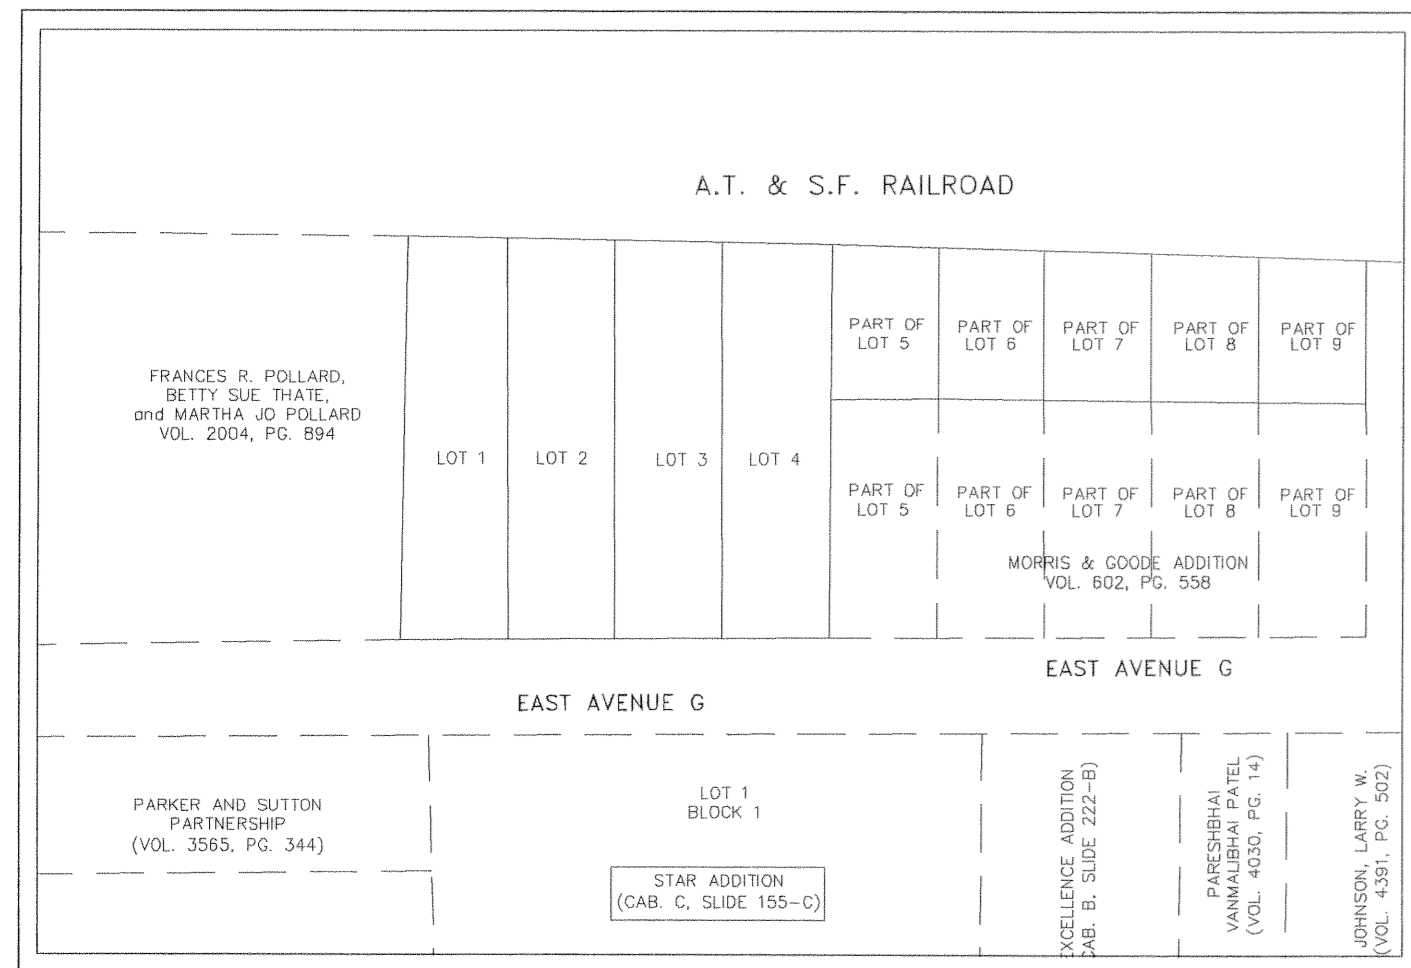 A.T. & S.F. RAILROAD
FRANCES R. POLLARD,
BETTY SUE THATE,
and MARTHA JO POLLARD
VOL. 2004, PG. 894
LOT 1
LOT 2
LOT 3
LOT 4
PART OF
LOT 5
PART OF
LOT 6
PART OF
LOT 7
PART OF
LOT 8
PART OF
LOT 9
PART OF
LOT 5
PART OF
LOT 6
PART OF
LOT 7
PART OF
LOT 8
PART OF
LOT 9
MORRIS & GOODE ADDITION
VOL. 602, PG. 558
EAST AVENUE G
EAST AVENUE G
PARKER AND SUTTON
PARTNERSHIP
(VOL. 3565, PG. 344)
LOT 1
BLOCK 1
STAR ADDITION
(CAB. C, SLIDE 155-C)
EXCELLENCE ADDITION
CAB. B, SLIDE 222-B)
PARESHBHAI
VANMALIBHAI PATEL
(VOL. 4030, PG. 14)
JOHNSON, LARRY W.
(VOL. 4391, PG. 502)